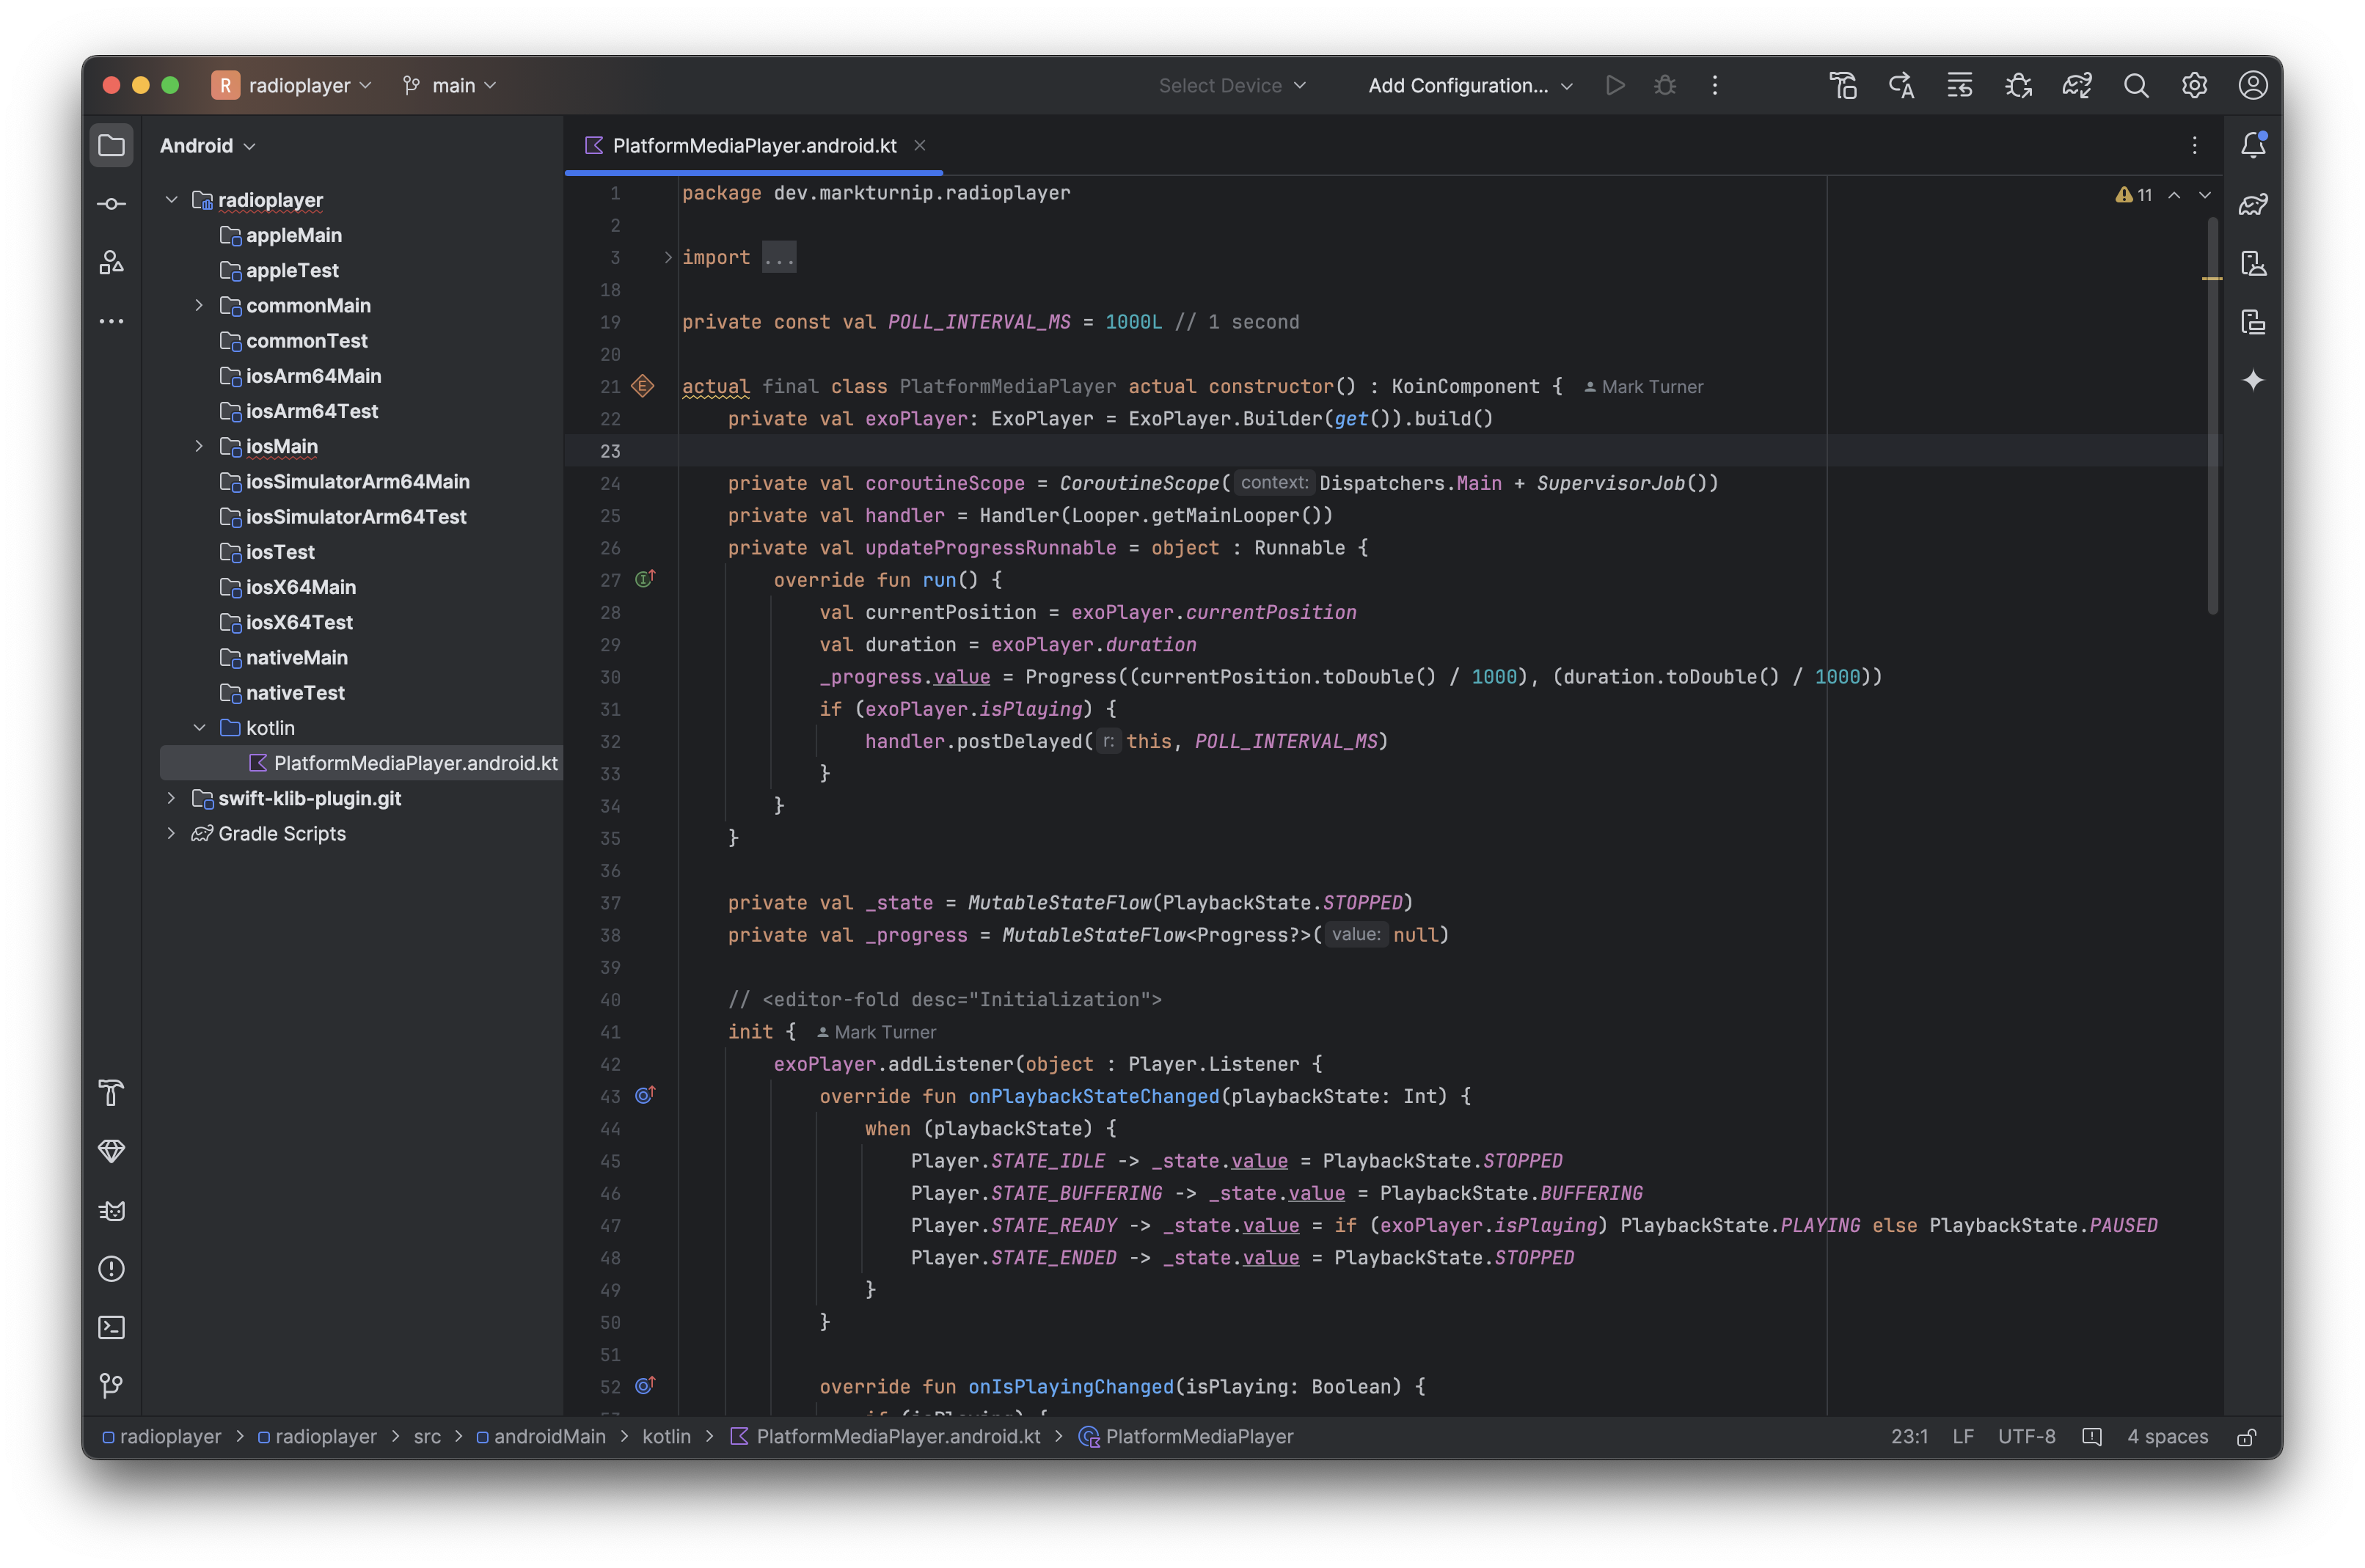 R radioplayer main Select Device Add Configuration...
Android
radioplayer
appleMain
appleTest
commonMain
commonTest
iosArm64Main
iosArm64Test
iosMain
iosSimulatorArm64Main
iosSimulatorArm64Test
iosTest
iosX64Main
iosX64Test
nativeMain
nativeTest
kotlin
PlatformMediaPlayer.android.kt
swift-klib-plugin.git
Gradle Scripts
PlatformMediaPlayer.android.kt
11
1 package dev.markturnip.radioplayer
2
3 import ...
18
19 private const val POLL_INTERVAL_MS = 1000L // 1 second
20
21 actual final class PlatformMediaPlayer actual constructor() : KoinComponent { Mark Turner
22 private val exoPlayer: ExoPlayer = ExoPlayer.Builder(get()).build()
23
24 private val coroutineScope = CoroutineScope( context: Dispatchers.Main + SupervisorJob())
25 private val handler = Handler(Looper.getMainLooper())
26 private val updateProgressRunnable = object : Runnable {
27 override fun run() {
28 val currentPosition = exoPlayer.currentPosition
29 val duration = exoPlayer.duration
30 _progress.value = Progress((currentPosition.toDouble() / 1000), (duration.toDouble() / 1000))
31 if (exoPlayer.isPlaying) {
32 handler.postDelayed( r: this, POLL_INTERVAL_MS)
33 }
34 }
35 }
36
37 private val _state = MutableStateFlow(PlaybackState.STOPPED)
38 private val _progress = MutableStateFlow<Progress?>( value: null)
39
40 // <editor-fold desc="Initialization">
41 init { Mark Turner
42 exoPlayer.addListener(object : Player.Listener {
43 override fun onPlaybackStateChanged(playbackState: Int) {
44 when (playbackState) {
45 Player.STATE_IDLE -> _state.value = PlaybackState.STOPPED
46 Player.STATE_BUFFERING -> _state.value = PlaybackState.BUFFERING
47 Player.STATE_READY -> _state.value = if (exoPlayer.isPlaying) PlaybackState.PLAYING else PlaybackState.PAUSED
48 Player.STATE_ENDED -> _state.value = PlaybackState.STOPPED
49 }
50 }
51
52 override fun onIsPlayingChanged(isPlaying: Boolean) {
radioplayer > radioplayer > src > androidMain > kotlin > PlatformMediaPlayer.android.kt > PlatformMediaPlayer 23:1 LF UTF-8 4 spaces